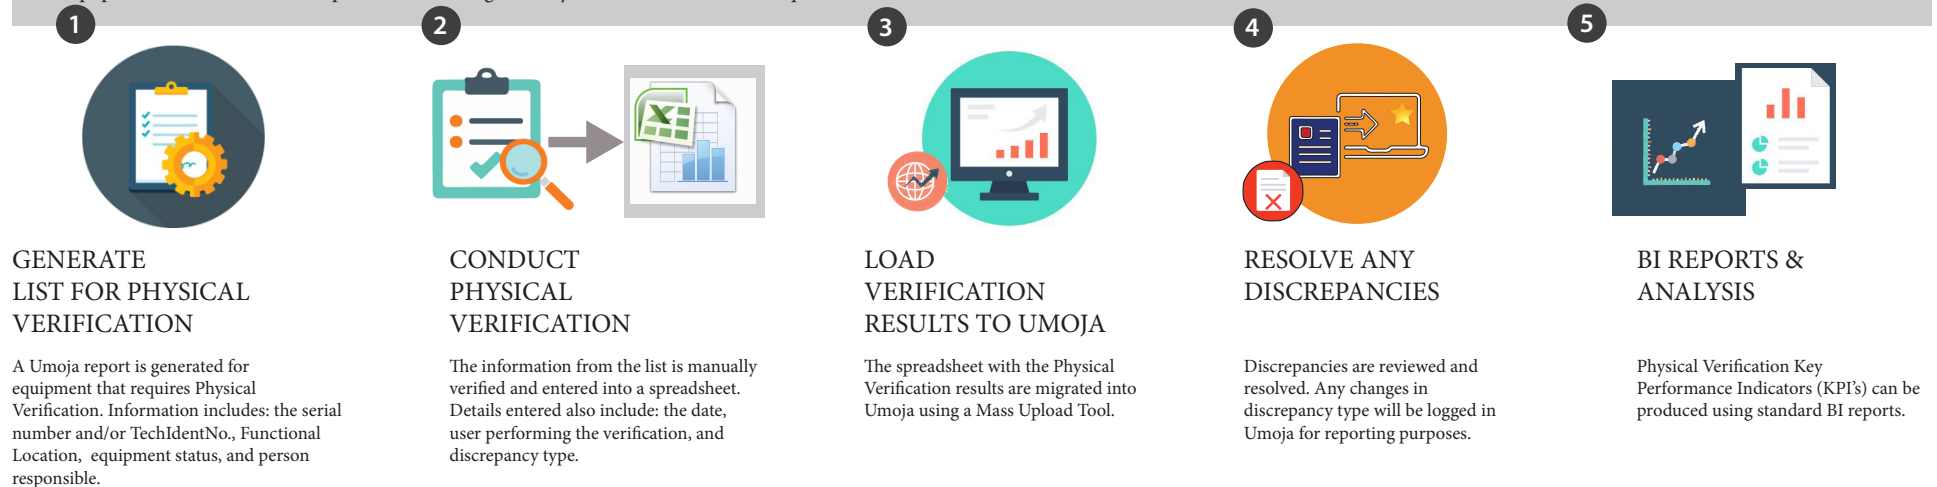 1
GENERATE
LIST FOR PHYSICAL
VERIFICATION
A Umoja report is generated for
equipment that requires Physical
Verification. Information includes: the serial
number and/or TechIdentNo., Functional
Location, equipment status, and person
responsible.
2
CONDUCT
PHYSICAL
VERIFICATION
The information from the list is manually
verified and entered into a spreadsheet.
Details entered also include: the date,
user performing the verification, and
discrepancy type.
3
LOAD
VERIFICATION
RESULTS TO UMOJA
The spreadsheet with the Physical
Verification results are migrated into
Umoja using a Mass Upload Tool.
4
RESOLVE ANY
DISCREPANCIES
Discrepancies are reviewed and
resolved. Any changes in
discrepancy type will be logged in
Umoja for reporting purposes.
5
BI REPORTS &
ANALYSIS
Physical Verification Key
Performance Indicators (KPI's) can be
produced using standard BI reports.